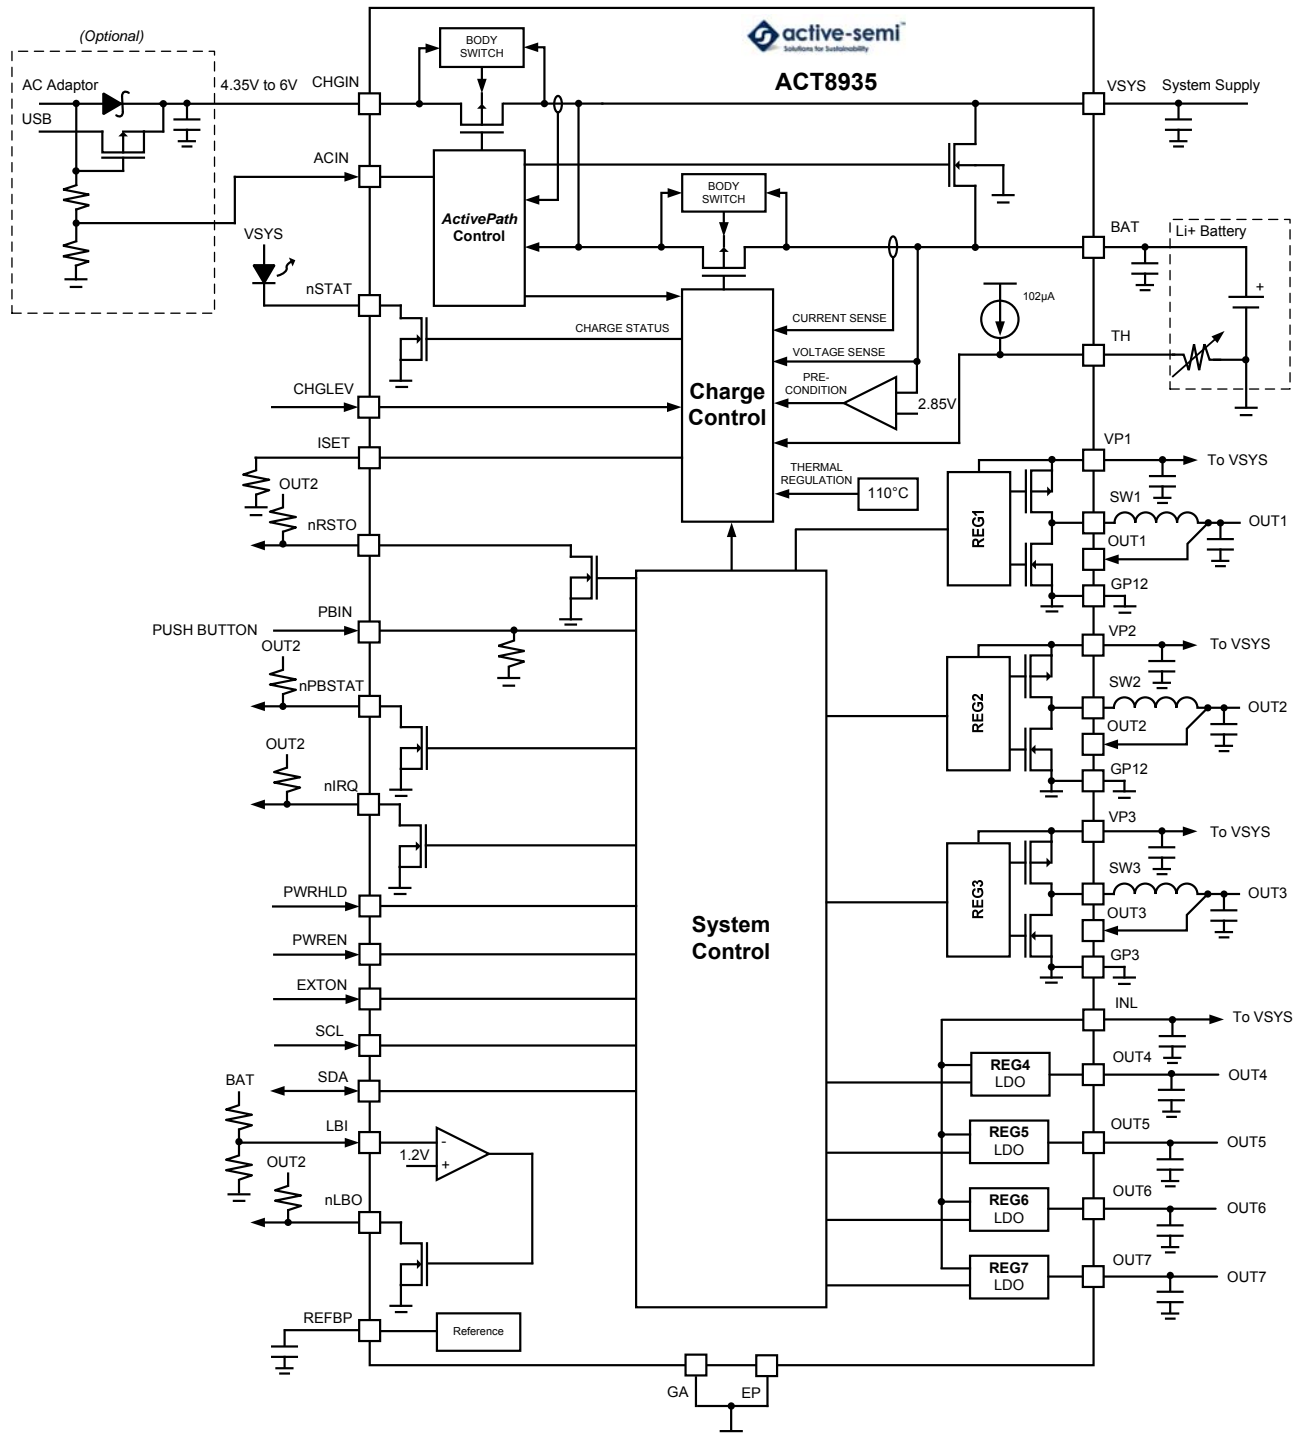 (Optional)
AC Adaptor
USB
4.35V to 6V
CHGIN
BODY
SWITCH
active-semi™
Solutions for Sustainability
ACT8935
VSYS
System Supply
ACIN
ActivePath
Control
BODY
SWITCH
VSYS
nSTAT
BAT
Li+ Battery
+
102µA
CHARGE STATUS
CURRENT SENSE
VOLTAGE SENSE
PRE-
CONDITION
2.85V
TH
Charge
Control
CHGLEV
ISET
THERMAL
REGULATION
110°C
OUT2
nRSTO
VP1
To VSYS
REG1
SW1
OUT1
OUT1
GP12
PBIN
PUSH BUTTON
OUT2
nPBSTAT
VP2
To VSYS
REG2
SW2
OUT2
OUT2
GP12
OUT2
nIRQ
VP3
To VSYS
REG3
SW3
OUT3
OUT3
GP3
System
Control
PWRHLD
PWREN
EXTON
SCL
SDA
INL
To VSYS
REG4
LDO
OUT4
OUT4
BAT
LBI
1.2V
-
+
REG5
LDO
OUT5
OUT5
OUT2
nLBO
REG6
LDO
OUT6
OUT6
REG7
LDO
OUT7
OUT7
REFBP
Reference
GA
EP